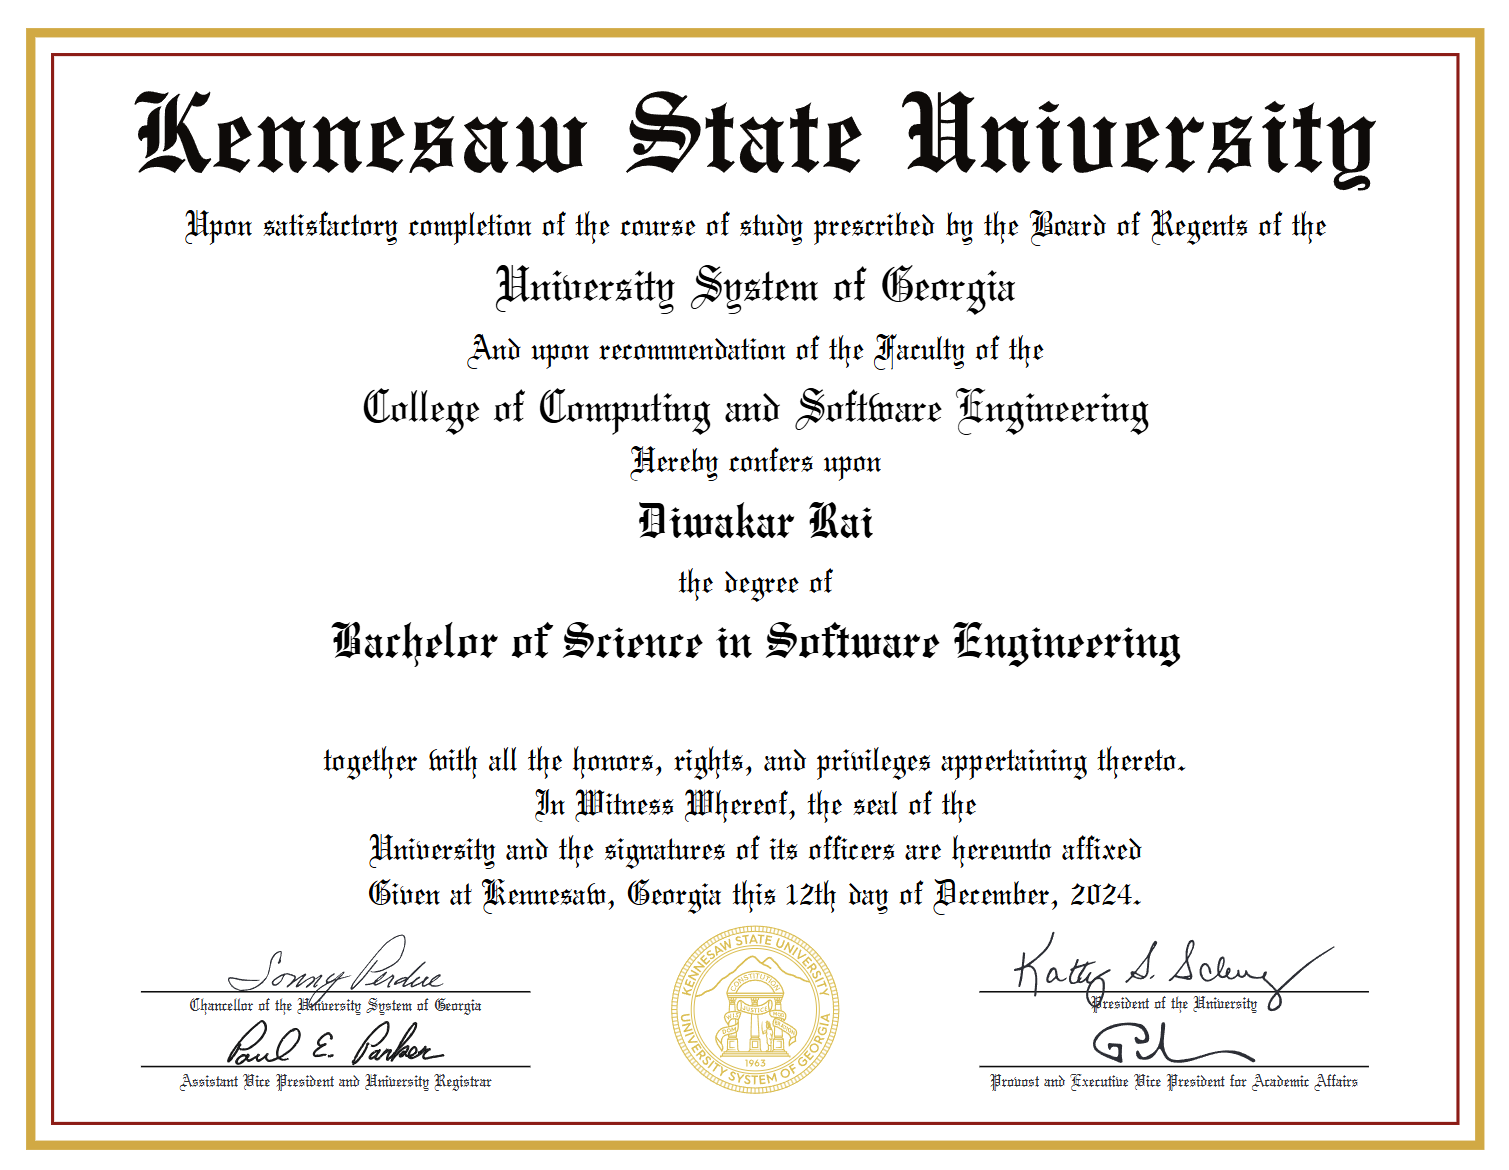 Kennesaw State University
Upon satisfactory completion of the course of study prescribed by the Board of Regents of the
University System of Georgia
And upon recommendation of the Faculty of the
College of Computing and Software Engineering
Hereby confers upon
Diwakar Rai
the degree of
Bachelor of Science in Software Engineering
together with all the honors, rights, and privileges appertaining thereto.
In Witness Whereof, the seal of the
University and the signatures of its officers are hereunto affixed
Given at Kennesaw, Georgia this 12th day of December, 2024.
Sonny Perdue
Chancellor of the University System of Georgia
Paul E. Parker
Assistant Vice President and University Registrar
KENNESAW STATE UNIVERSITY
CONSTITUTION
JUSTICE
1963
UNIVERSITY SYSTEM OF GEORGIA
Kathy S.
President of the University
Provost and Executive Vice President for Academic Affairs